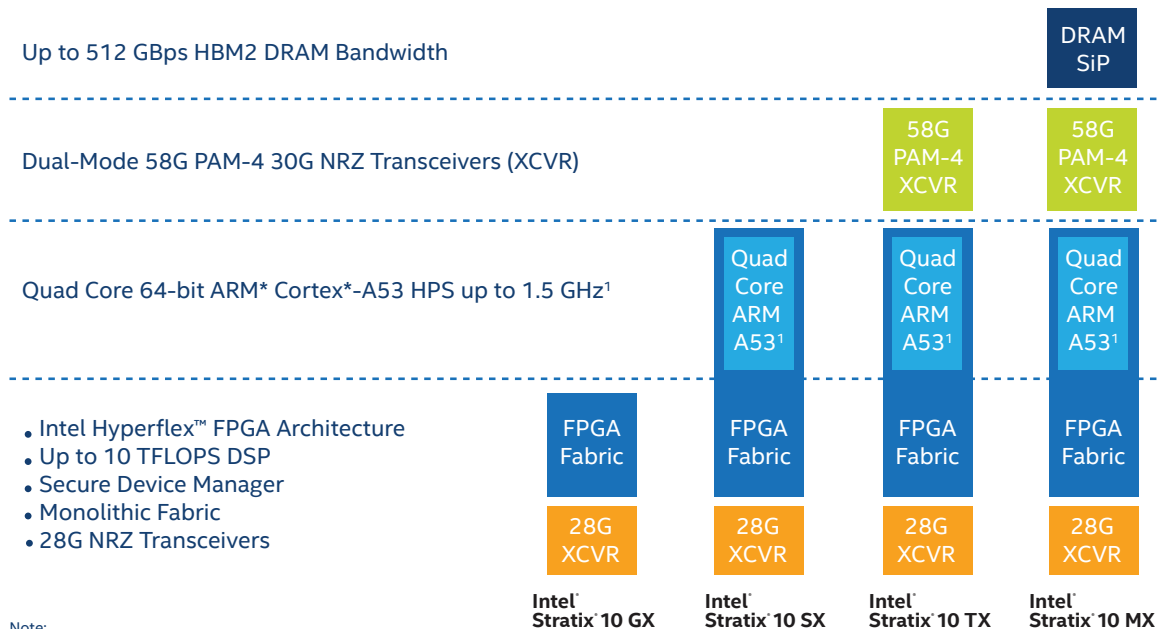 Up to 512 GBps HBM2 DRAM Bandwidth
DRAM
SiP
Dual-Mode 58G PAM-4 30G NRZ Transceivers (XCVR)
58G
PAM-4
XCVR
58G
PAM-4
XCVR
Quad Core 64-bit ARM* Cortex*-A53 HPS up to 1.5 GHz¹
Quad
Core
ARM
A53¹
Quad
Core
ARM
A53¹
Quad
Core
ARM
A53¹
• Intel Hyperflex™ FPGA Architecture
• Up to 10 TFLOPS DSP
• Secure Device Manager
• Monolithic Fabric
• 28G NRZ Transceivers
FPGA
Fabric
FPGA
Fabric
FPGA
Fabric
FPGA
Fabric
28G
XCVR
28G
XCVR
28G
XCVR
28G
XCVR
Intel®
Stratix® 10 GX
Intel®
Stratix® 10 SX
Intel®
Stratix® 10 TX
Intel®
Stratix® 10 MX
Note: